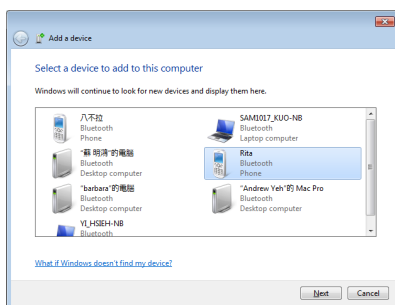 Add a device
Select a device to add to this computer
Windows will continue to look for new devices and display them here.
八不拉
Bluetooth
Phone
SAM1017_KUO-NB
Bluetooth
Laptop computer
"蘇 明鴻"的電腦
Bluetooth
Desktop computer
Rita
Bluetooth
Phone
"barbara"的電腦
Bluetooth
Desktop computer
"Andrew Yeh"的 Mac Pro
Bluetooth
Desktop computer
YI_HSIEH-NB
Bluetooth
What if Windows doesn't find my device?
Next
Cancel